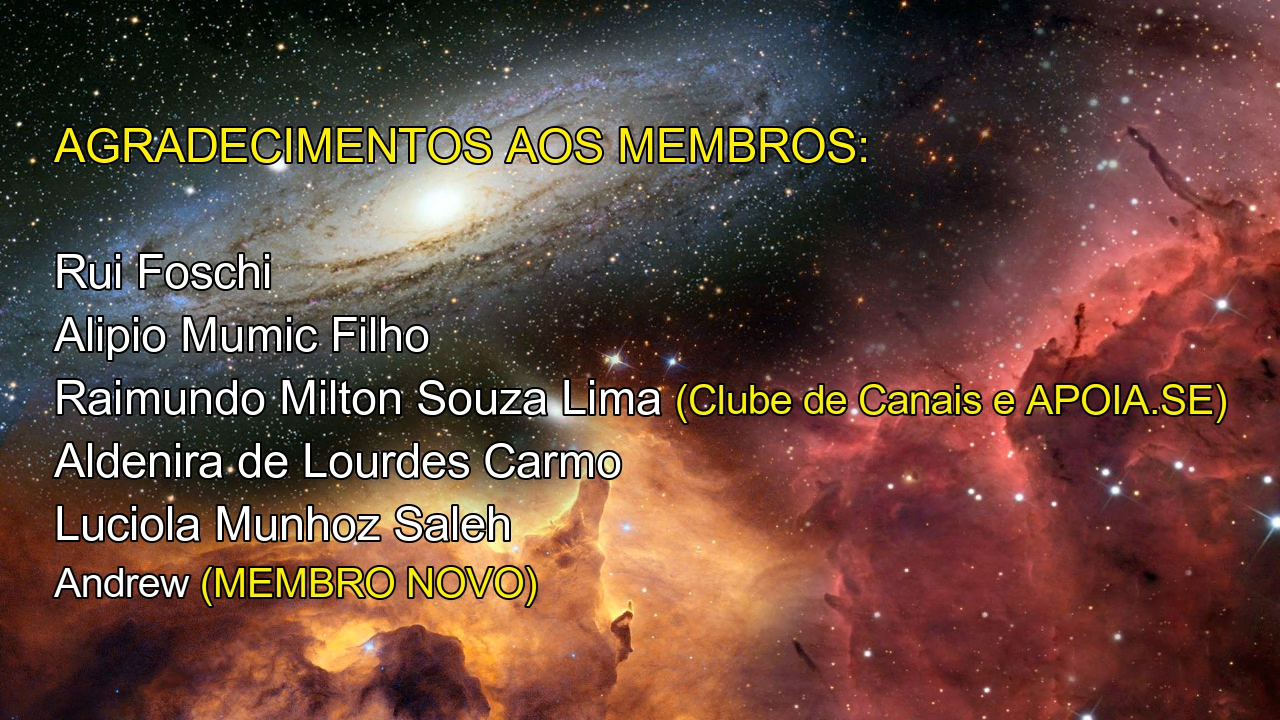 AGRADECIMENTOS AOS MEMBROS:
Rui Foschi
Alipio Mumic Filho
Raimundo Milton Souza Lima (Clube de Canais e APOIA.SE)
Aldenira de Lourdes Carmo
Luciola Munhoz Saleh
Andrew (MEMBRO NOVO)